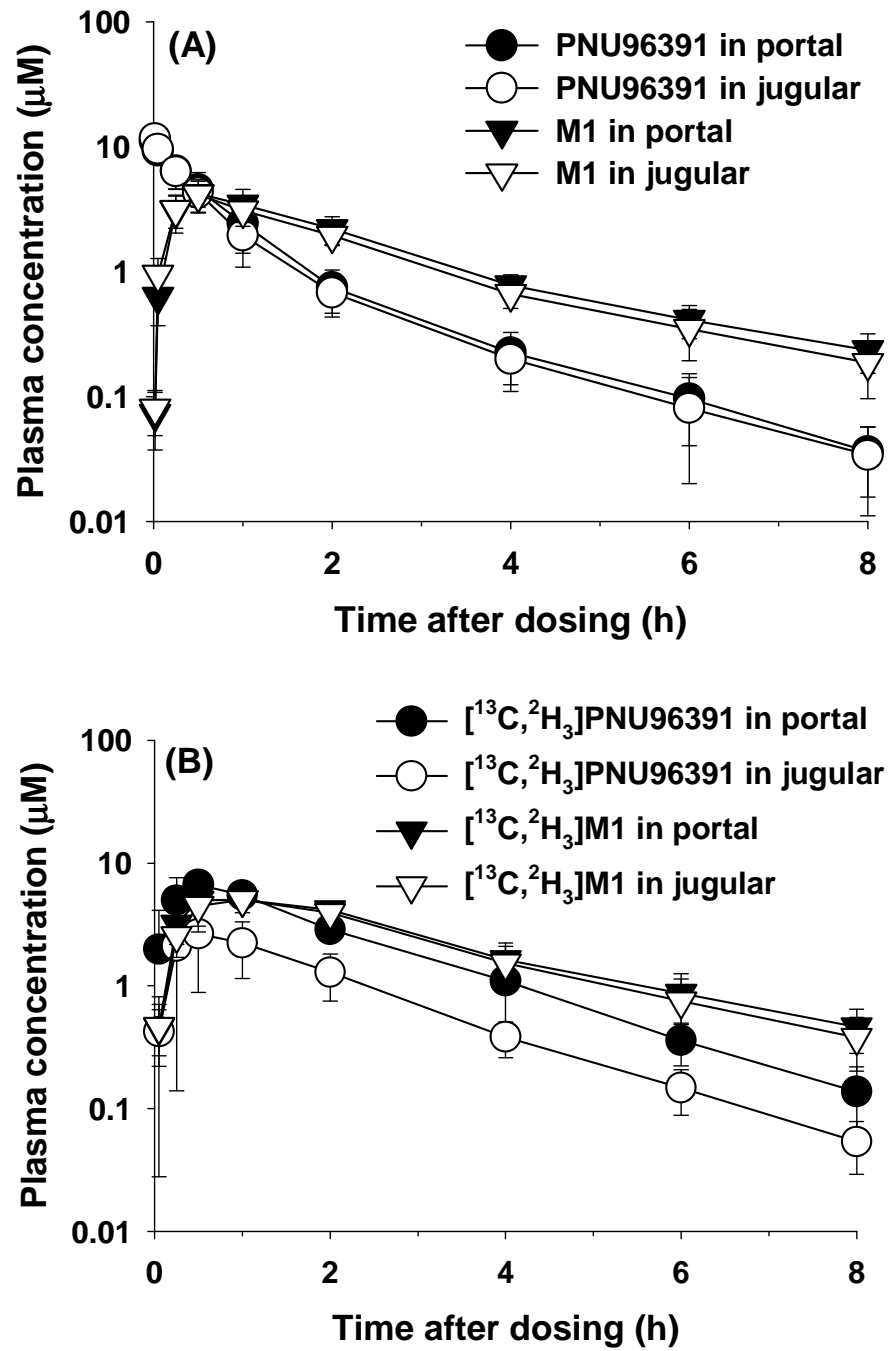 (A)
PNU96391 in portal
PNU96391 in jugular
M1 in portal
M1 in jugular
100
10
1
0.1
0.01
Plasma concentration (μM)
0 2 4 6 8
Time after dosing (h)
(B)
[¹³C,²H₃]PNU96391 in portal
[¹³C,²H₃]PNU96391 in jugular
[¹³C,²H₃]M1 in portal
[¹³C,²H₃]M1 in jugular
100
10
1
0.1
0.01
Plasma concentration (μM)
0 2 4 6 8
Time after dosing (h)